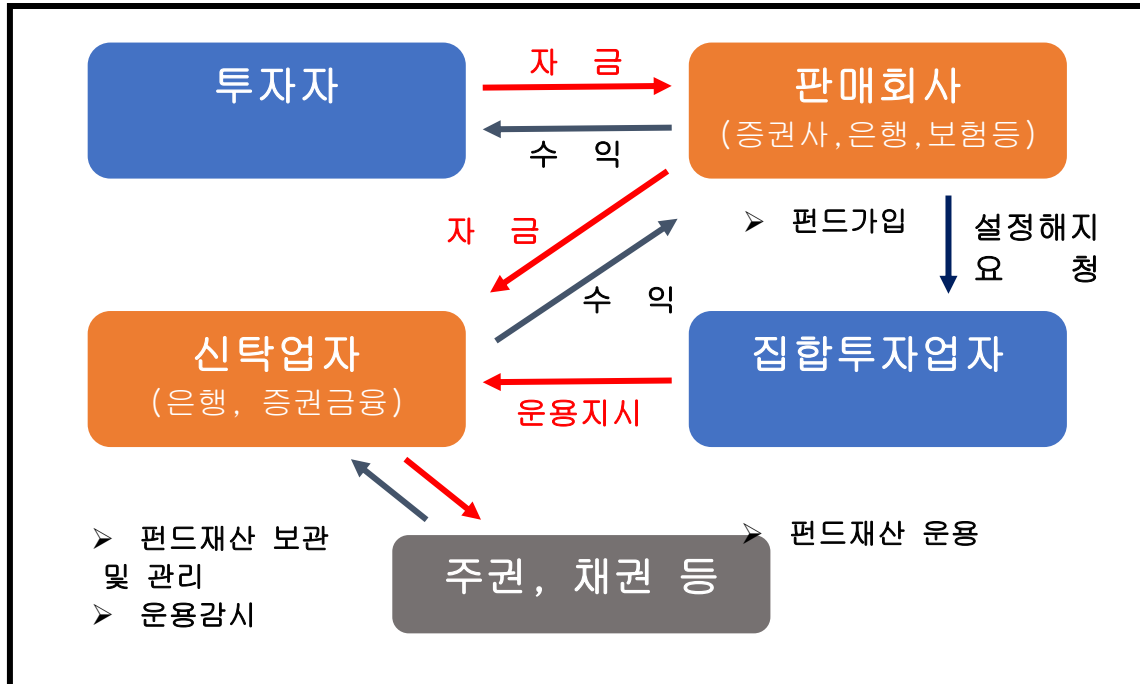 투자자
자 금
판매회사
(증권사,은행,보험등)
수 익
자 금
➢ 펀드가입
설정해지
요 청
수 익
신탁업자
(은행, 증권금융)
집합투자업자
운용지시
➢ 펀드재산 보관
및 관리
➢ 운용감시
➢ 펀드재산 운용
주권, 채권 등